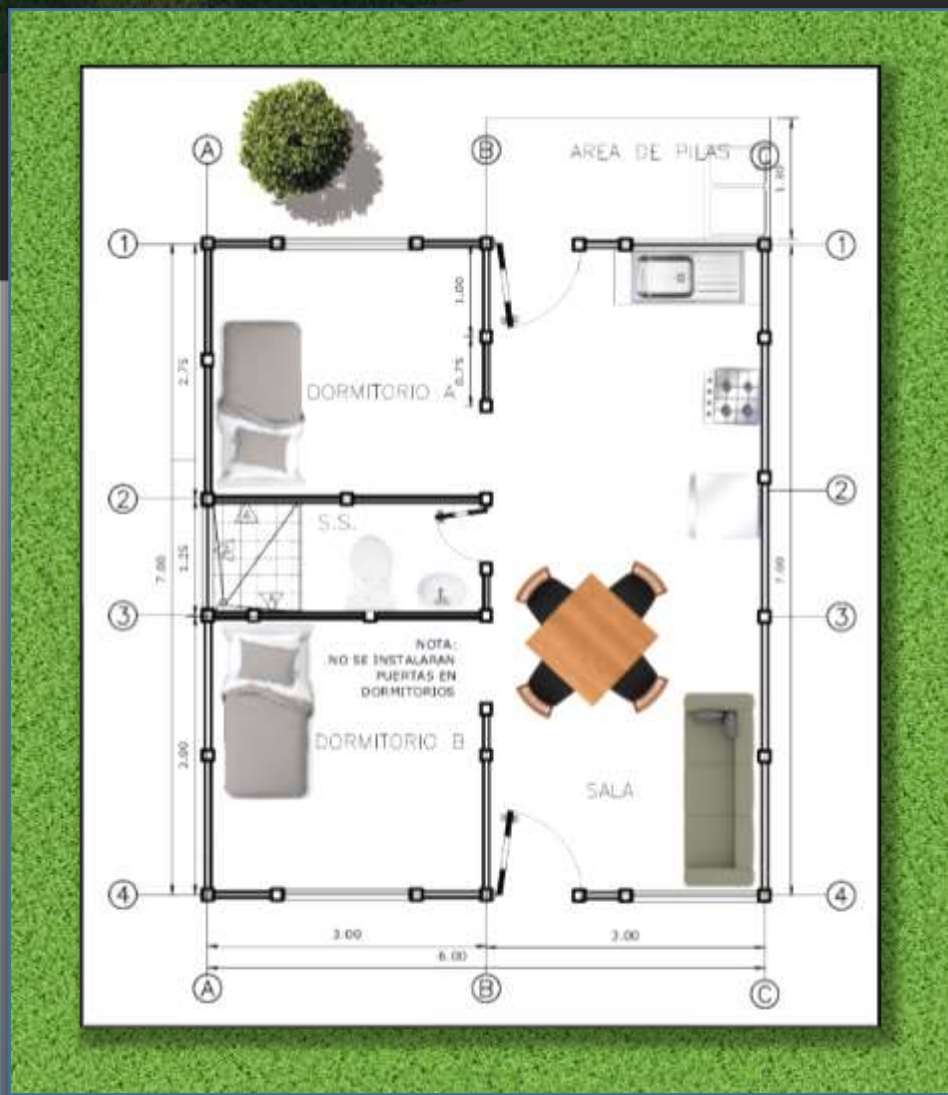 A
B
AREA DE PILAS
C
1
1
1.00
2.75
0.75
DORMITORIO A
2
2
S.S.
1.25
7.00
7.00
3
3
NOTA:
NO SE INSTALARAN
PUERTAS EN
DORMITORIOS
3.00
DORMITORIO B
SALA
4
4
3.00
3.00
6.00
A
B
C